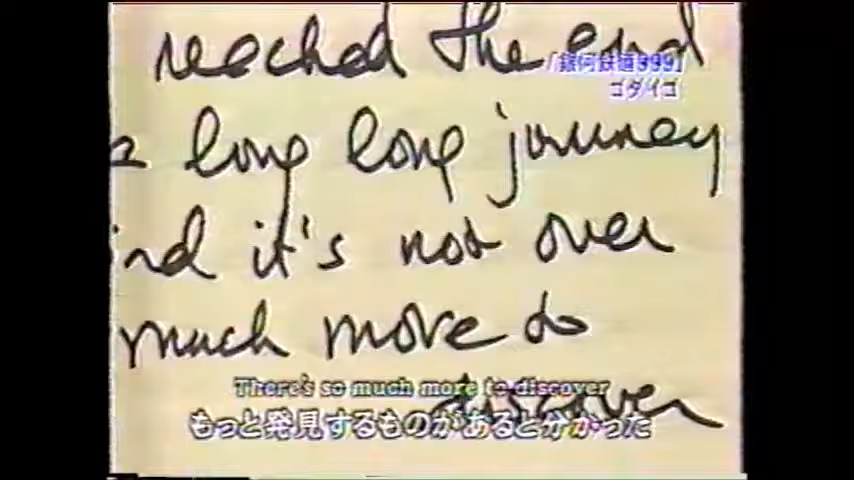 reached the end
「銀河鉄道999」
ゴダイゴ
a long long journey
and it's not over
much more to
discover
There's so much more to discover
もっと発見するものがあると分かった